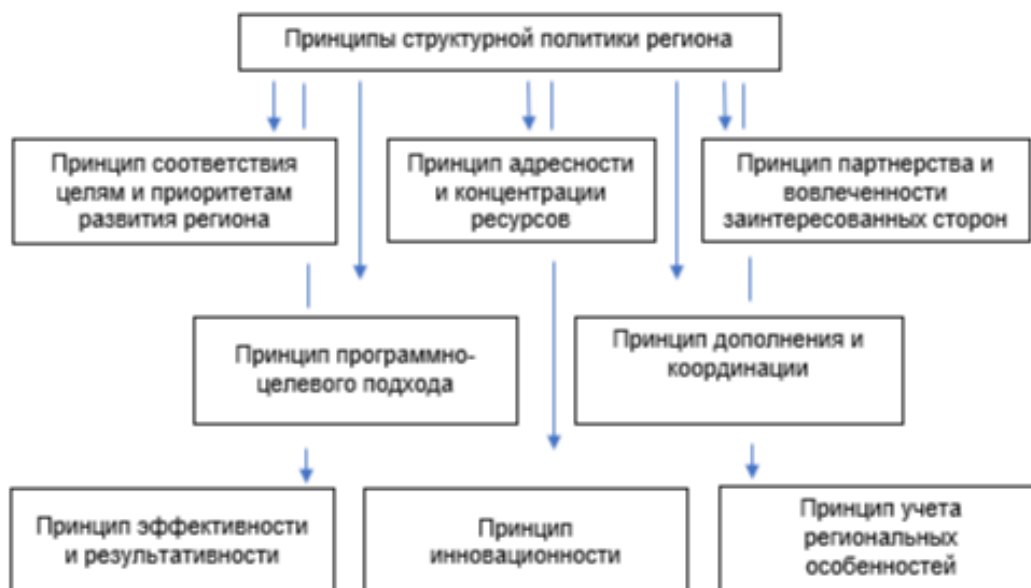 Принципы структурной политики региона
Принцип соответствия
целям и приоритетам
развития региона
Принцип адресности
и концентрации
ресурсов
Принцип партнерства и
вовлеченности
заинтересованных сторон
Принцип программно-
целевого подхода
Принцип дополнения и
координации
Принцип эффективности
и результативности
Принцип
инновационности
Принцип учета
региональных
особенностей